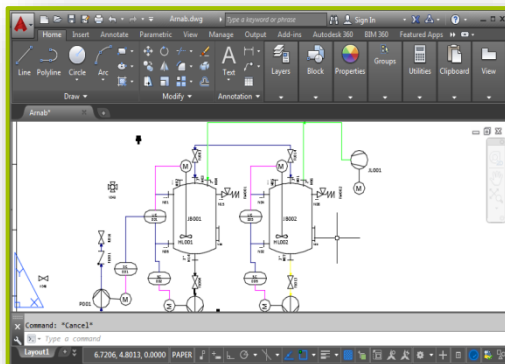 Arnab.dwg
Type a keyword or phrase
Sign In
Home Insert Annotate Parametric View Manage Output Add-ins Autodesk 360 BIM 360 Featured Apps
Line Polyline Circle Arc
Text
Layers Block Properties Groups Utilities Clipboard View
Draw Modify Annotation
Arnab*
M M
JL001
M
JB001 JB002
HL001 HL002
P001 M M M
Command: *Cancel*
Type a command
Layout1 6.7206, 4.8013, 0.0000 PAPER